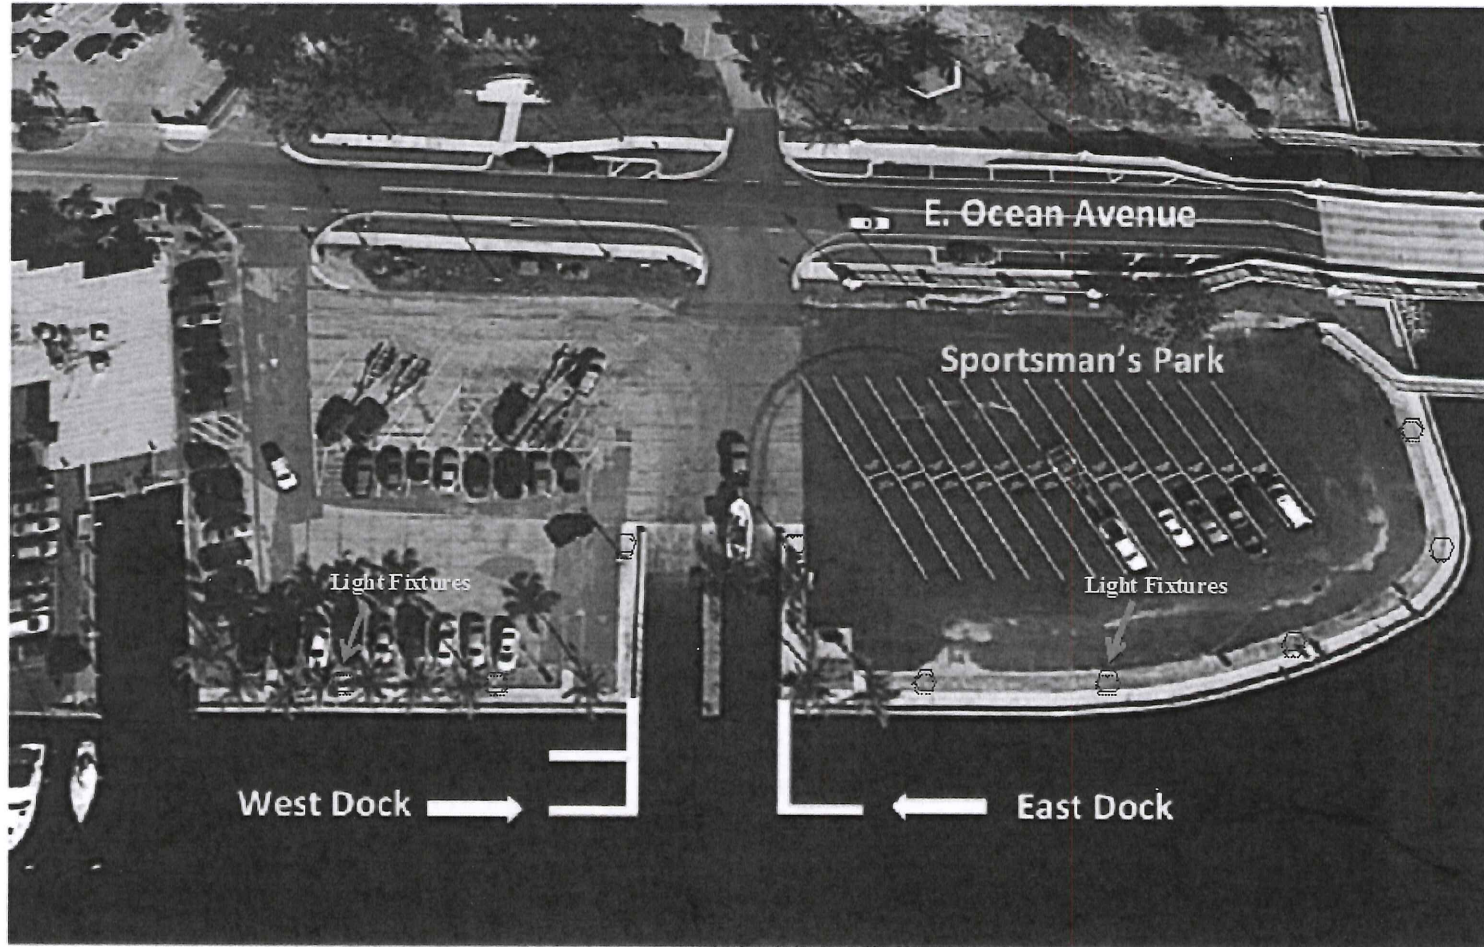 E. Ocean Avenue
Sportsman's Park
Light Fixtures
Light Fixtures
West Dock
East Dock